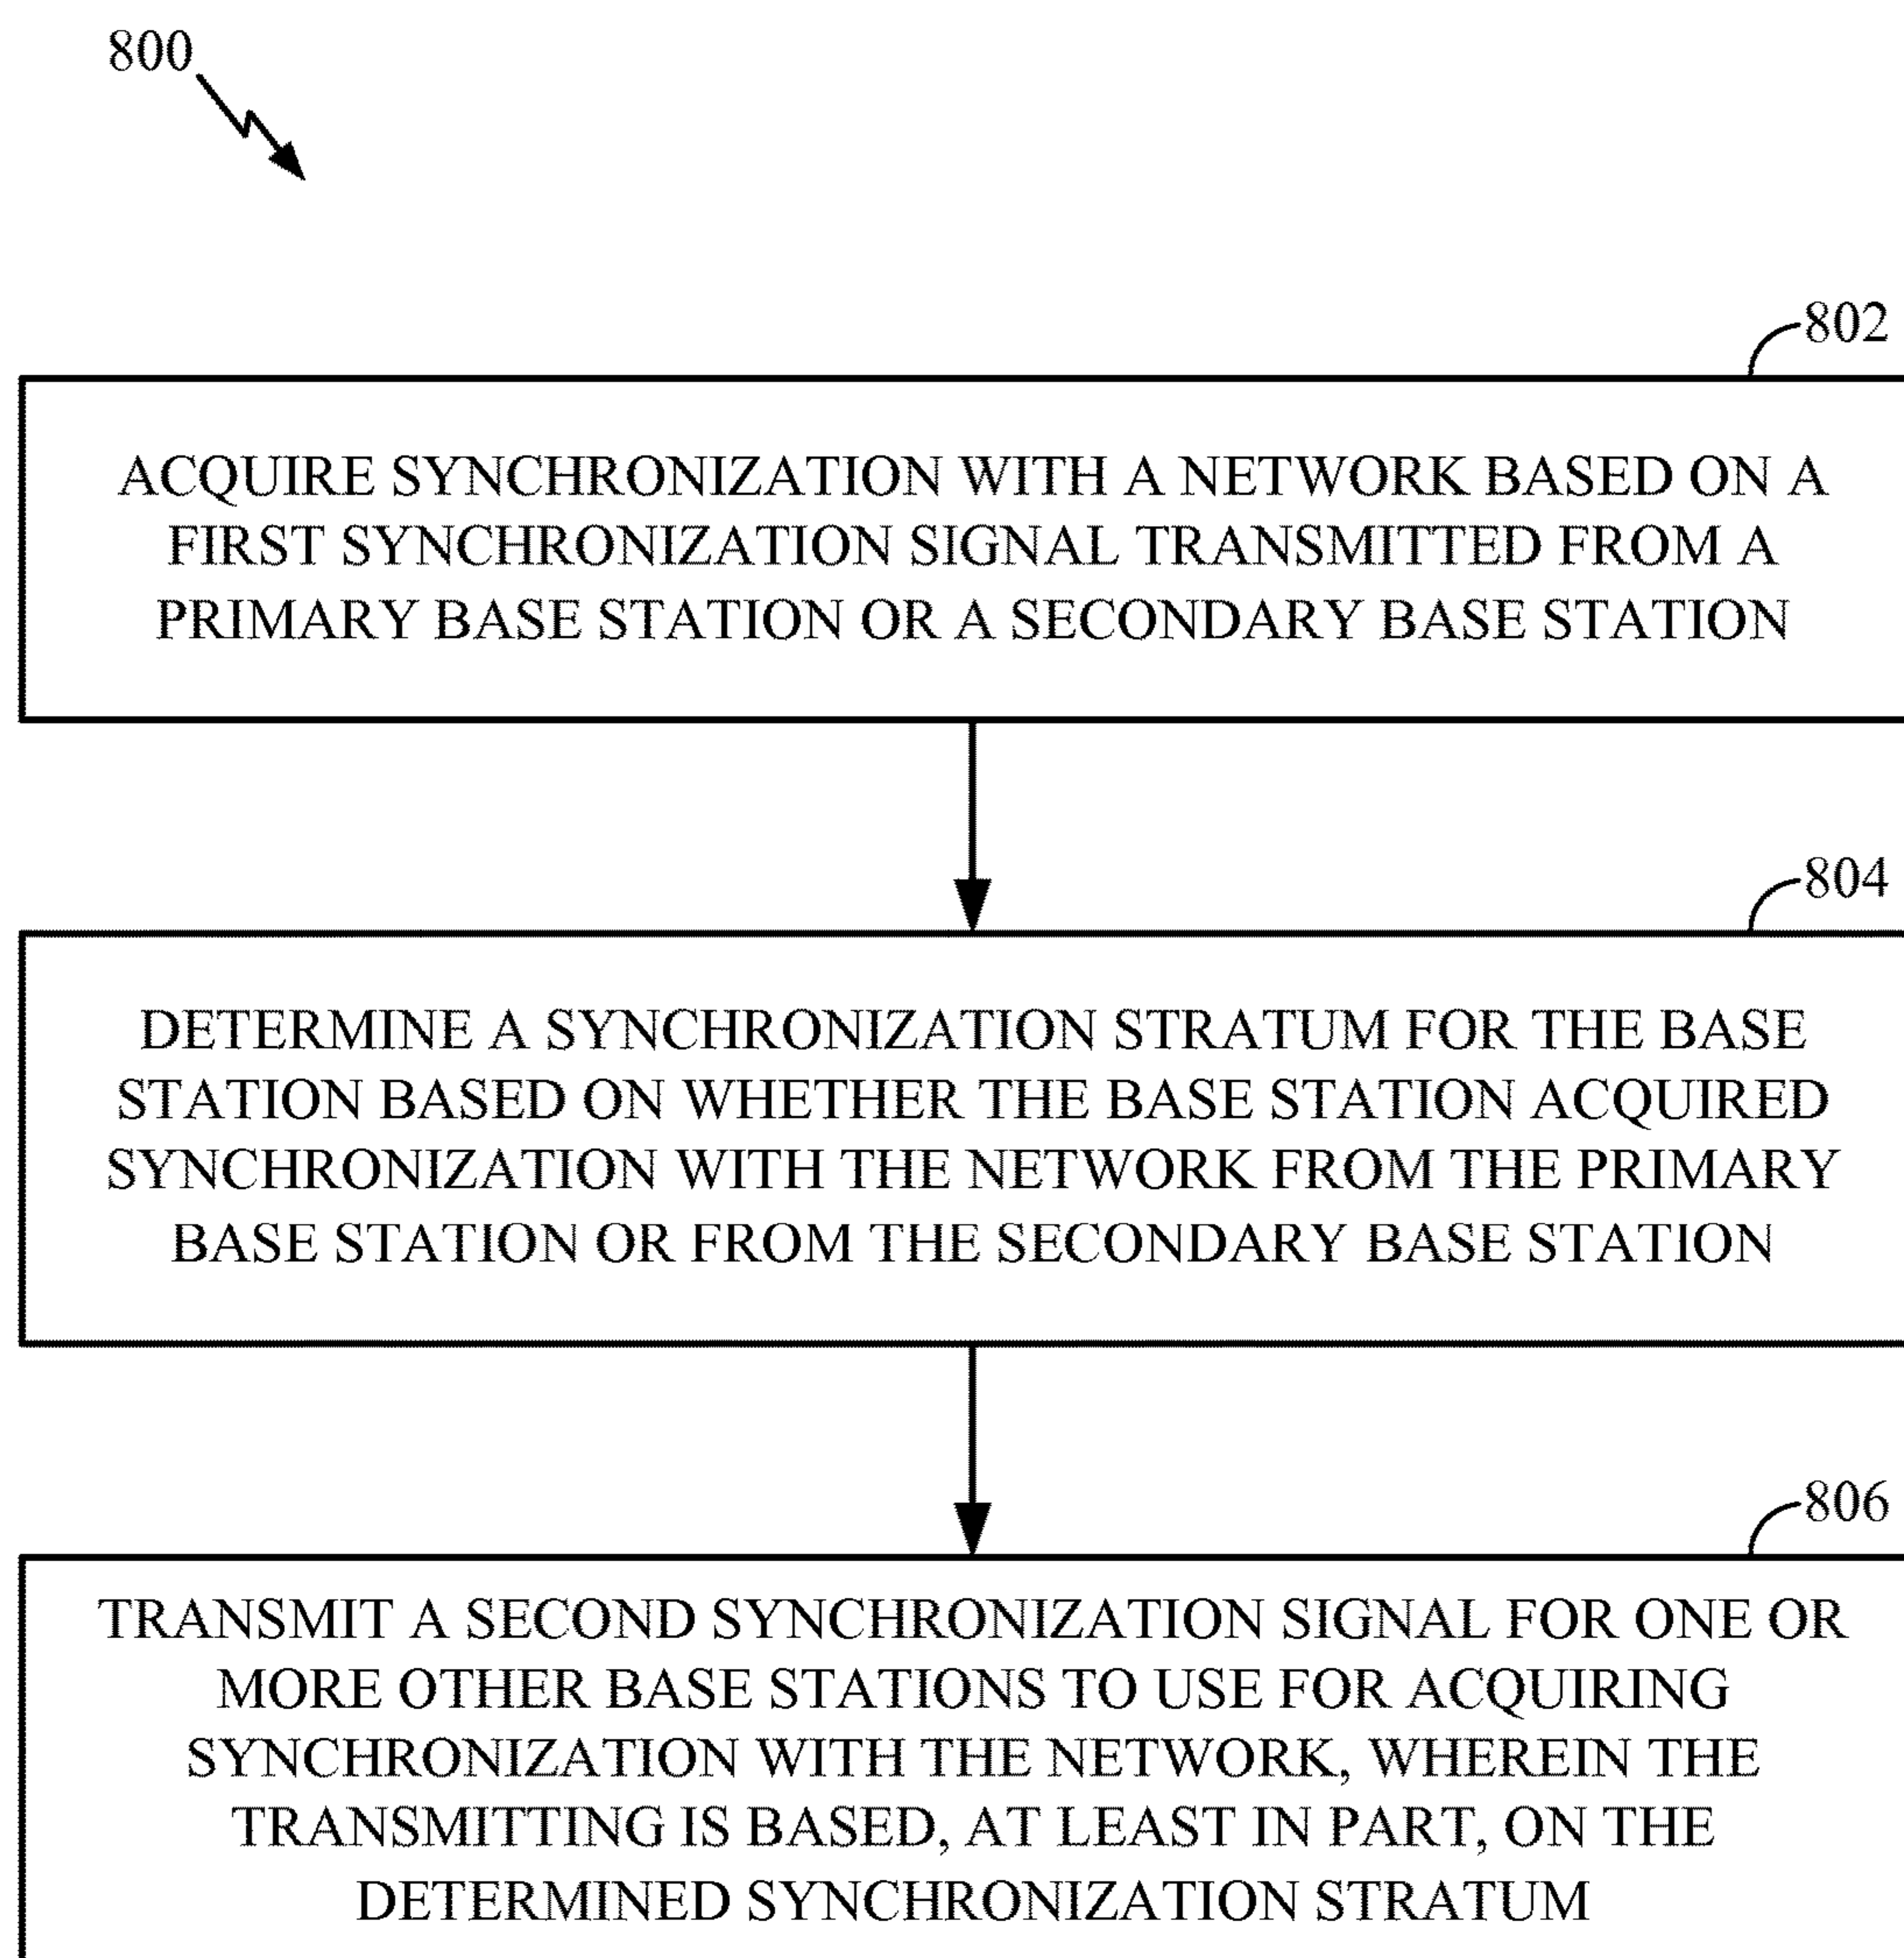 800
802
ACQUIRE SYNCHRONIZATION WITH A NETWORK BASED ON A
FIRST SYNCHRONIZATION SIGNAL TRANSMITTED FROM A
PRIMARY BASE STATION OR A SECONDARY BASE STATION
804
DETERMINE A SYNCHRONIZATION STRATUM FOR THE BASE
STATION BASED ON WHETHER THE BASE STATION ACQUIRED
SYNCHRONIZATION WITH THE NETWORK FROM THE PRIMARY
BASE STATION OR FROM THE SECONDARY BASE STATION
806
TRANSMIT A SECOND SYNCHRONIZATION SIGNAL FOR ONE OR
MORE OTHER BASE STATIONS TO USE FOR ACQUIRING
SYNCHRONIZATION WITH THE NETWORK, WHEREIN THE
TRANSMITTING IS BASED, AT LEAST IN PART, ON THE
DETERMINED SYNCHRONIZATION STRATUM